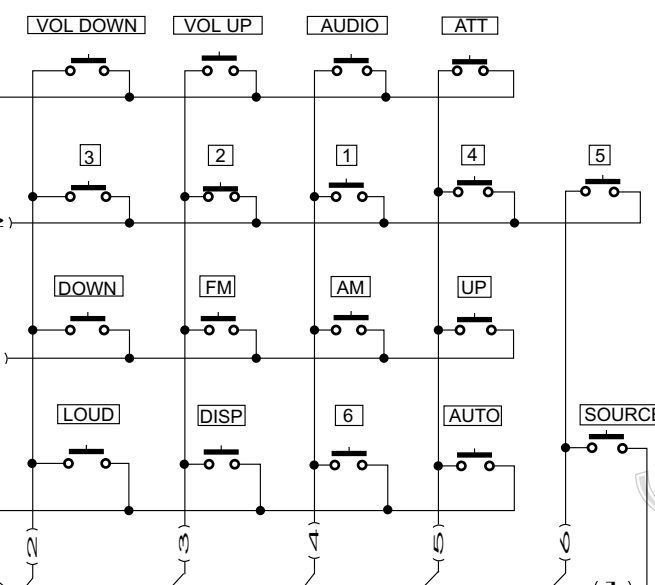 VOL DOWN VOL UP AUDIO ATT
3 2 1 4 5
DOWN FM AM UP
LOUD DISP 6 AUTO SOURCE
2 3 4 5 6